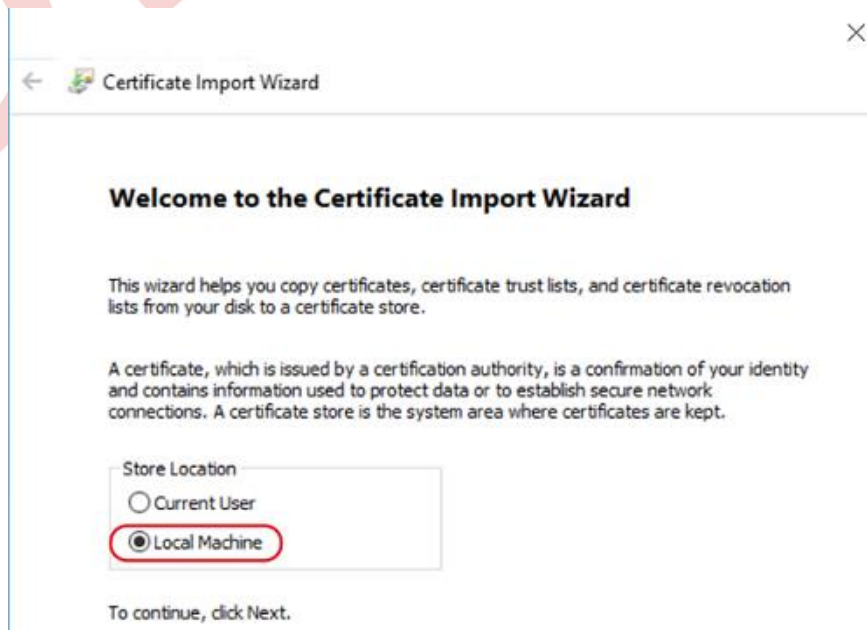 Certificate Import Wizard
Welcome to the Certificate Import Wizard
This wizard helps you copy certificates, certificate trust lists, and certificate revocation
lists from your disk to a certificate store.
A certificate, which is issued by a certification authority, is a confirmation of your identity
and contains information used to protect data or to establish secure network
connections. A certificate store is the system area where certificates are kept.
Store Location
Current User
Local Machine
To continue, click Next.